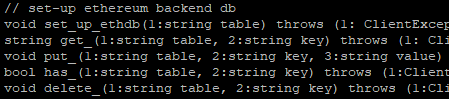 // set-up ethereum backend db
void set_up_ethdb(1:string table) throws (1: ClientExcep
string get_(1:string table, 2:string key) throws (1: Cli
void put_(1:string table, 2:string key, 3:string value)
bool has_(1:string table, 2:string key) throws (1:Client
void delete_(1:string table, 2:string key) throws (1:Cli